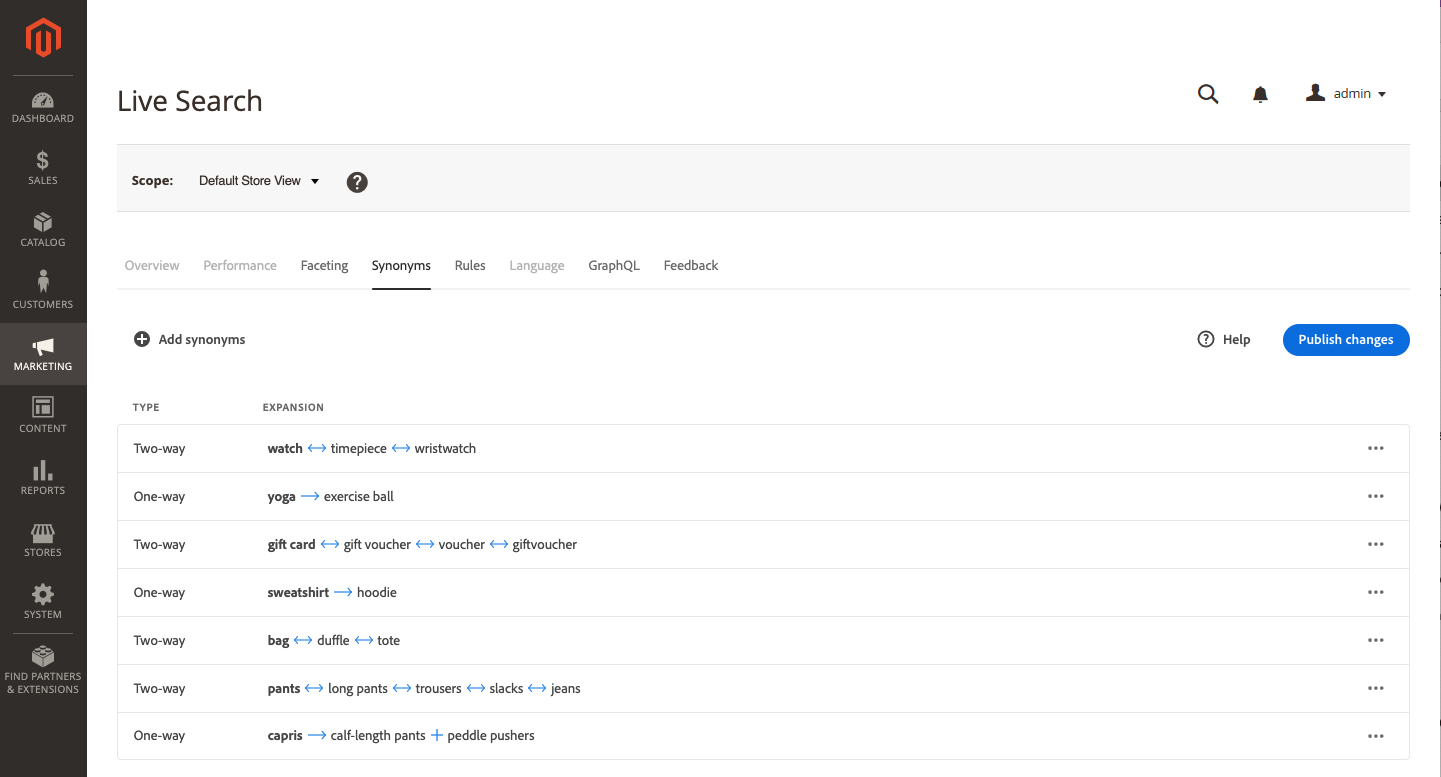 Live Search
admin
Scope: Default Store View
Overview Performance Faceting Synonyms Rules Language GraphQL Feedback
Add synonyms Help Publish changes
TYPE EXPANSION
Two-way watch ↔ timepiece ↔ wristwatch
One-way yoga → exercise ball
Two-way gift card ↔ gift voucher ↔ voucher ↔ giftvoucher
One-way sweatshirt → hoodie
Two-way bag ↔ duffle ↔ tote
Two-way pants ↔ long pants ↔ trousers ↔ slacks ↔ jeans
One-way capris → calf-length pants + peddle pushers
DASHBOARD
SALES
CATALOG
CUSTOMERS
MARKETING
CONTENT
REPORTS
STORES
SYSTEM
FIND PARTNERS
& EXTENSIONS